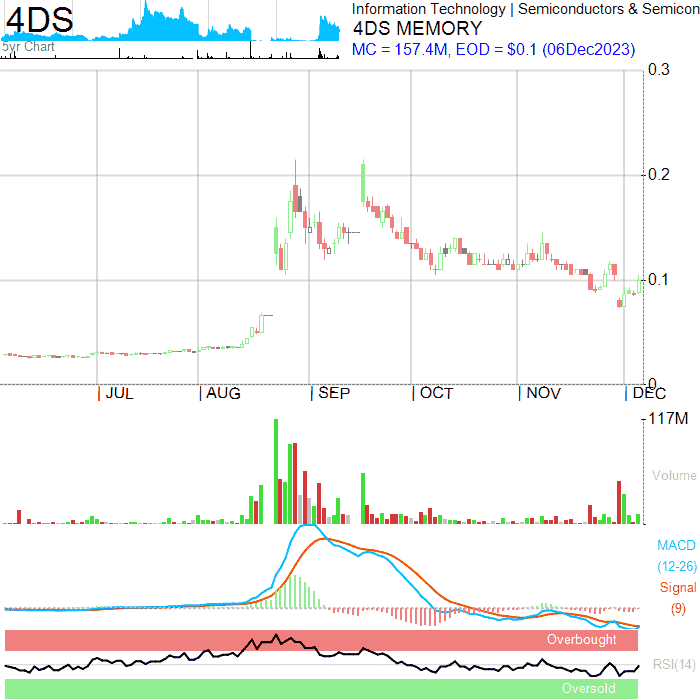 4DS
5yr Chart
Information Technology | Semiconductors & Semicon
4DS MEMORY
MC = 157.4M, EOD = $0.1 (06Dec2023)
0.3
0.2
0.1
0
| JUL | AUG | SEP | OCT | NOV | DEC
117M
Volume
MACD
(12-26)
Signal
(9)
Overbought
RSI(14)
Oversold